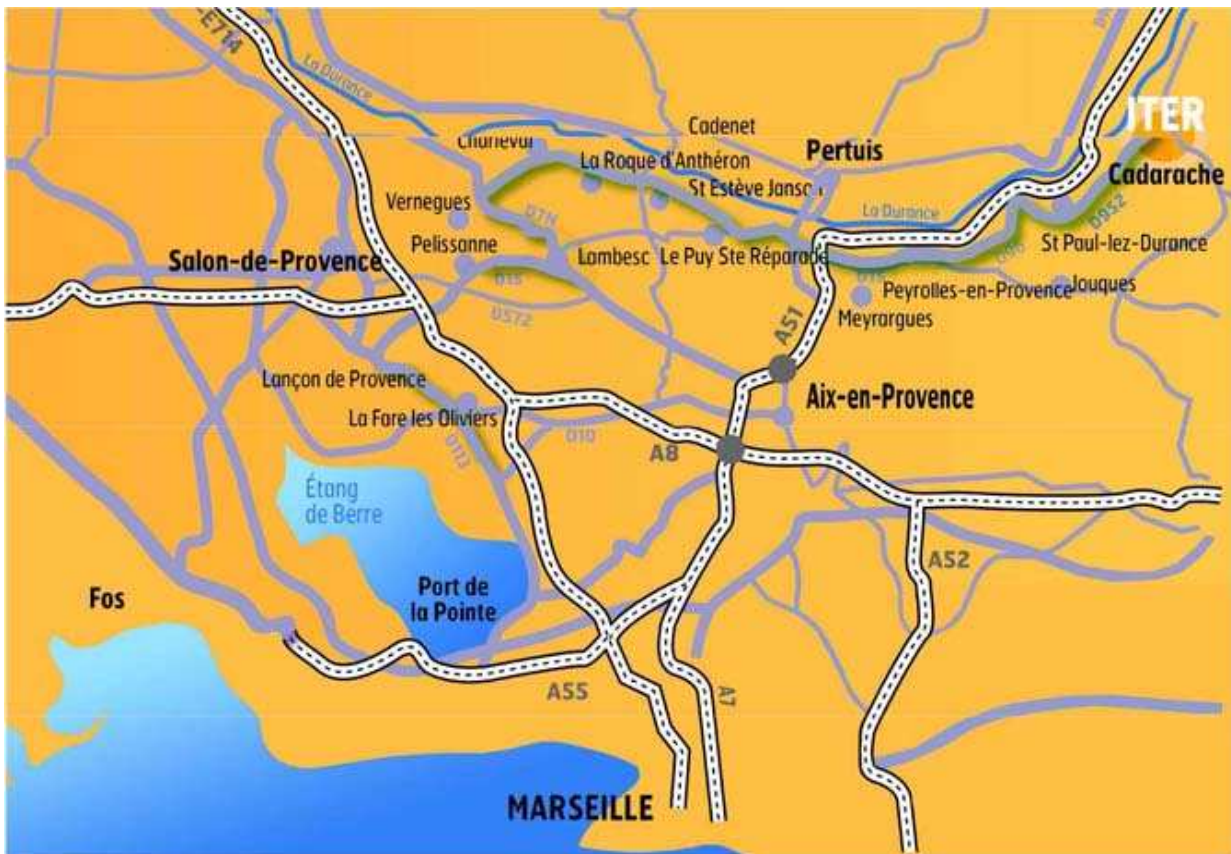 -E714
La Durance
ITER
Cadenet
Pertuis
Charleval
La Roque d'Anthéron
Cadarache
St Estève Janson
Vernegues
D7N
La Durance
D952
Pelissanne
St Paul-lez-Durance
Salon-de-Provence
Lambesc
Le Puy Ste Réparade
D15
Jouques
Peyrolles-en-Provence
D572
Meyrargues
A51
Lançon de Provence
Aix-en-Provence
La Fare les Oliviers
D10
D113
A8
Étang
de Berre
A52
Fos
Port de
la Pointe
A55
A7
MARSEILLE